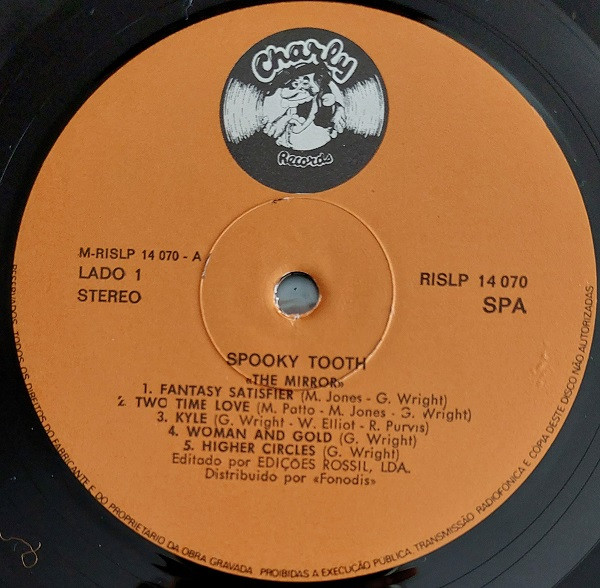 Charly
Records
M-RISLP 14 070 - A
LADO 1
STEREO
RISLP 14 070
SPA
SPOOKY TOOTH
«THE MIRROR»
1. FANTASY SATISFIER (M. Jones - G. Wright)
2. TWO TIME LOVE (M. Patto - M. Jones - G. Wright)
3. KYLE (G. Wright - W. Elliot - R. Purvis)
4. WOMAN AND GOLD (G. Wright)
5. HIGHER CIRCLES (G. Wright)
Editado por EDIÇÕES ROSSIL, LDA.
Distribuido por «Fonodis»
RESERVADOS TODOS OS DIREITOS DO FABRICANTE E DO PROPRIETARIO DA OBRA GRAVADA. PROIBIDAS A EXECUÇÃO PUBLICA, TRANSMISSÃO RADIOFONICA E COPIA DESTE DISCO NÃO AUTORIZADAS